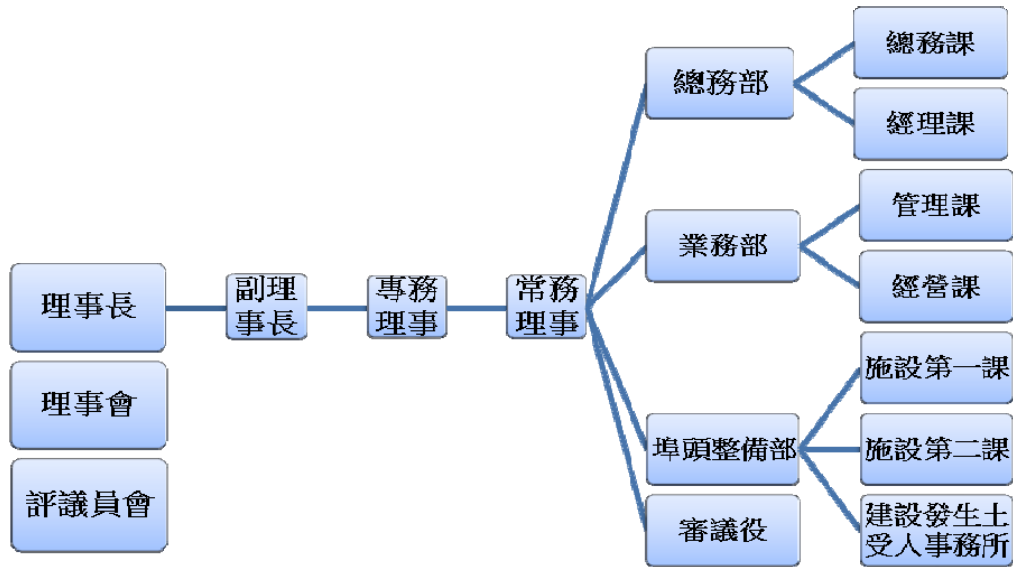 理事長
理事會
評議員會
副理
事長
專務
理事
常務
理事
總務部
業務部
埠頭整備部
審議役
總務課
經理課
管理課
經營課
施設第一課
施設第二課
建設發生土
受人事務所